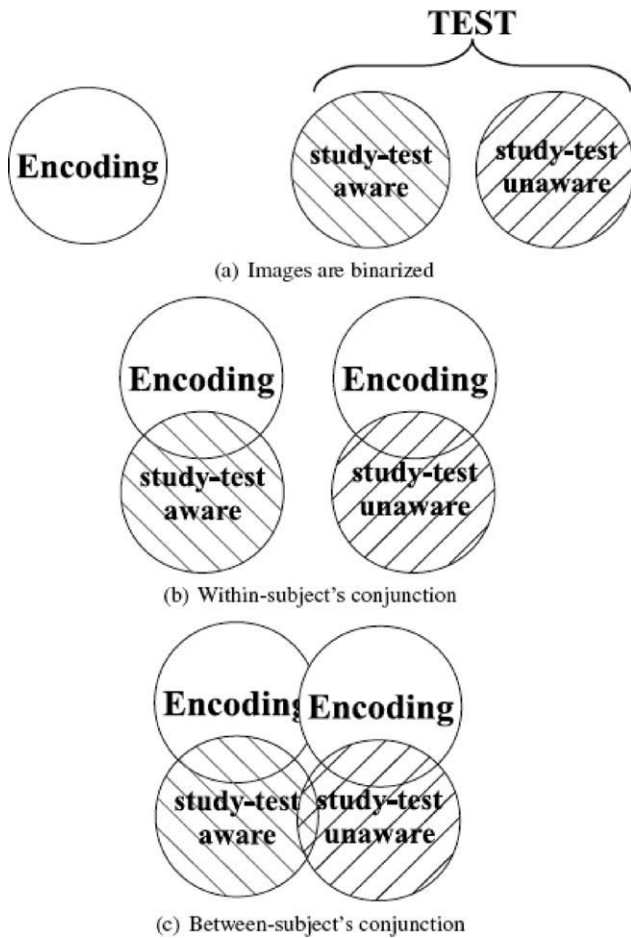 TEST
Encoding
study-test
aware
study-test
unaware
(a) Images are binarized
Encoding
Encoding
study-test
aware
study-test
unaware
(b) Within-subject's conjunction
Encoding
Encoding
study-test
aware
study-test
unaware
(c) Between-subject's conjunction